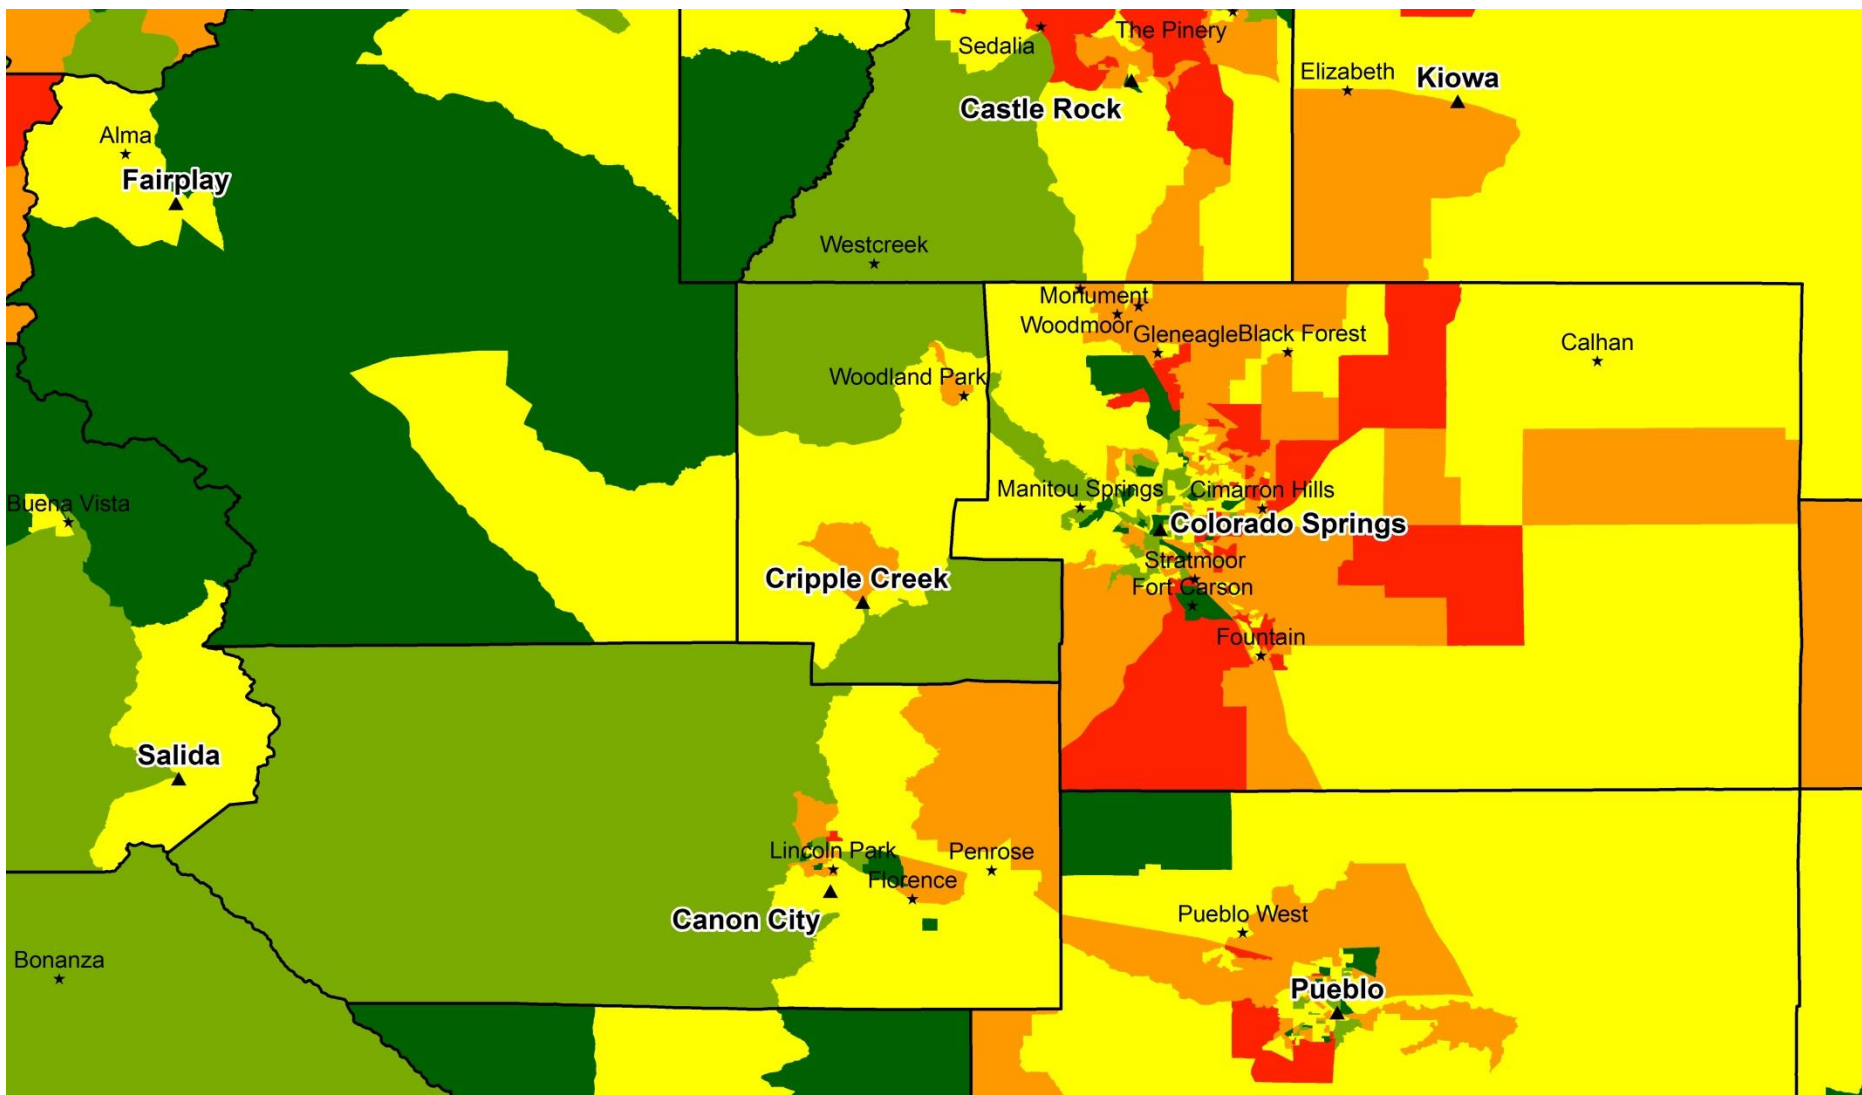 The Pinery
Sedalia
Elizabeth
Kiowa
Castle Rock
Alma
Fairplay
Westcreek
Monument
Woodmoor
Gleneagle
Black Forest
Calhan
Woodland Park
Manitou Springs
Cimarron Hills
Buena Vista
Colorado Springs
Stratmoor
Cripple Creek
Fort Carson
Fountain
Salida
Lincoln Park
Penrose
Florence
Canon City
Pueblo West
Bonanza
Pueblo